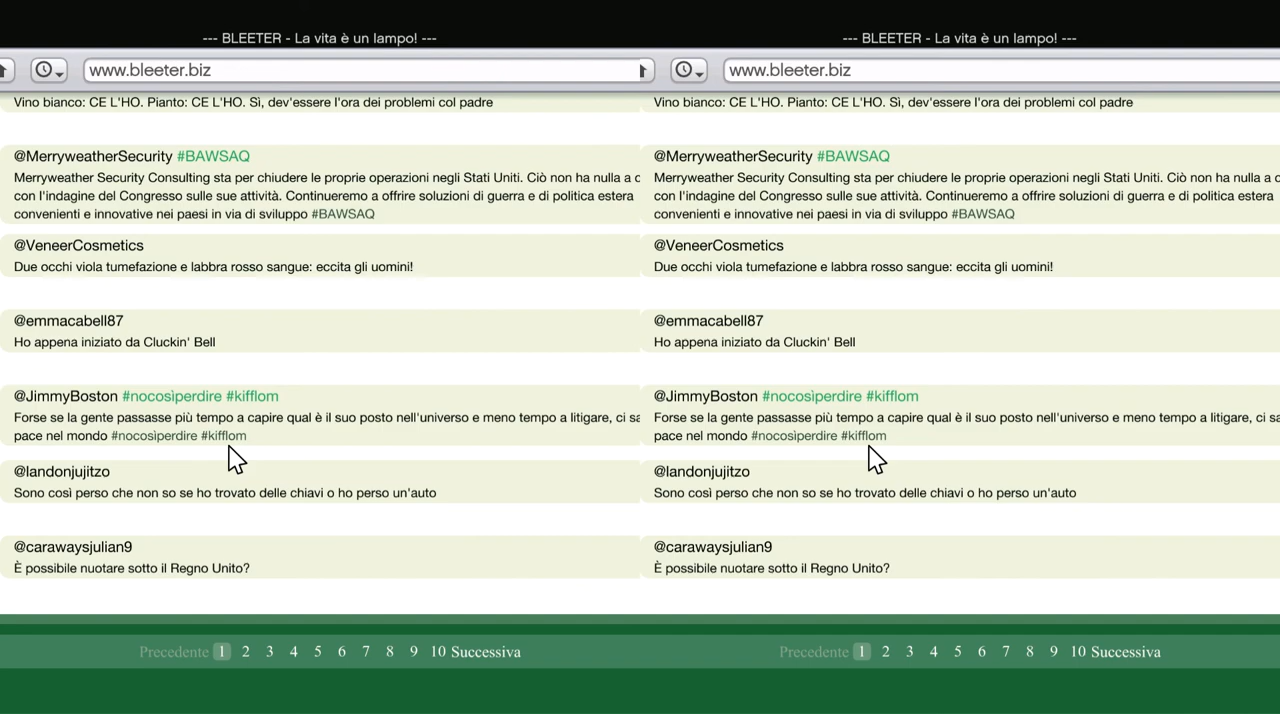 --- BLEETER - La vita è un lampo! ---
www.bleeter.biz
Vino bianco: CE L'HO. Pianto: CE L'HO. Sì, dev'essere l'ora dei problemi col padre
@MerryweatherSecurity #BAWSAQ
Merryweather Security Consulting sta per chiudere le proprie operazioni negli Stati Uniti. Ciò non ha nulla a
con l'indagine del Congresso sulle sue attività. Continueremo a offrire soluzioni di guerra e di politica estera
convenienti e innovative nei paesi in via di sviluppo #BAWSAQ
@VeneerCosmetics
Due occhi viola tumefazione e labbra rosso sangue: eccita gli uomini!
@emmacabell87
Ho appena iniziato da Cluckin' Bell
@JimmyBoston #nocosìperdire #kifflom
Forse se la gente passasse più tempo a capire qual è il suo posto nell'universo e meno tempo a litigare, ci
pace nel mondo #nocosìperdire #kifflom
@landonjujitzo
Sono così perso che non so se ho trovato delle chiavi o ho perso un'auto
@carawaysjulian9
È possibile nuotare sotto il Regno Unito?
Precedente 1 2 3 4 5 6 7 8 9 10 Successiva
--- BLEETER - La vita è un lampo! ---
www.bleeter.biz
Vino bianco: CE L'HO. Pianto: CE L'HO. Sì, dev'essere l'ora dei problemi col padre
@MerryweatherSecurity #BAWSAQ
Merryweather Security Consulting sta per chiudere le proprie operazioni negli Stati Uniti. Ciò non ha nulla a
con l'indagine del Congresso sulle sue attività. Continueremo a offrire soluzioni di guerra e di politica estera
convenienti e innovative nei paesi in via di sviluppo #BAWSAQ
@VeneerCosmetics
Due occhi viola tumefazione e labbra rosso sangue: eccita gli uomini!
@emmacabell87
Ho appena iniziato da Cluckin' Bell
@JimmyBoston #nocosìperdire #kifflom
Forse se la gente passasse più tempo a capire qual è il suo posto nell'universo e meno tempo a litigare, ci
pace nel mondo #nocosìperdire #kifflom
@landonjujitzo
Sono così perso che non so se ho trovato delle chiavi o ho perso un'auto
@carawaysjulian9
È possibile nuotare sotto il Regno Unito?
Precedente 1 2 3 4 5 6 7 8 9 10 Successiva